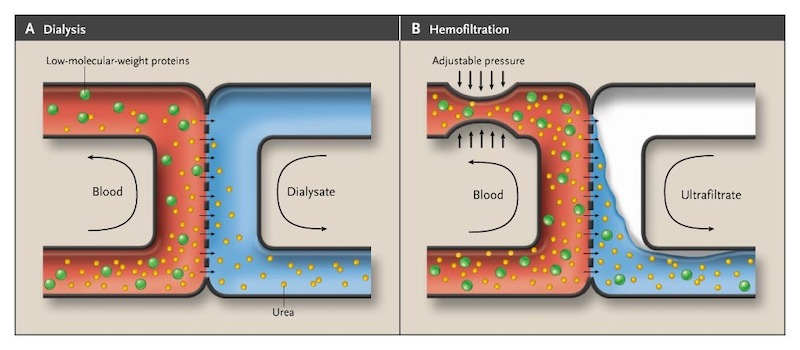 A Dialysis
Low-molecular-weight proteins
Blood
Dialysate
Urea
B Hemofiltration
Adjustable pressure
Blood
Ultrafiltrate